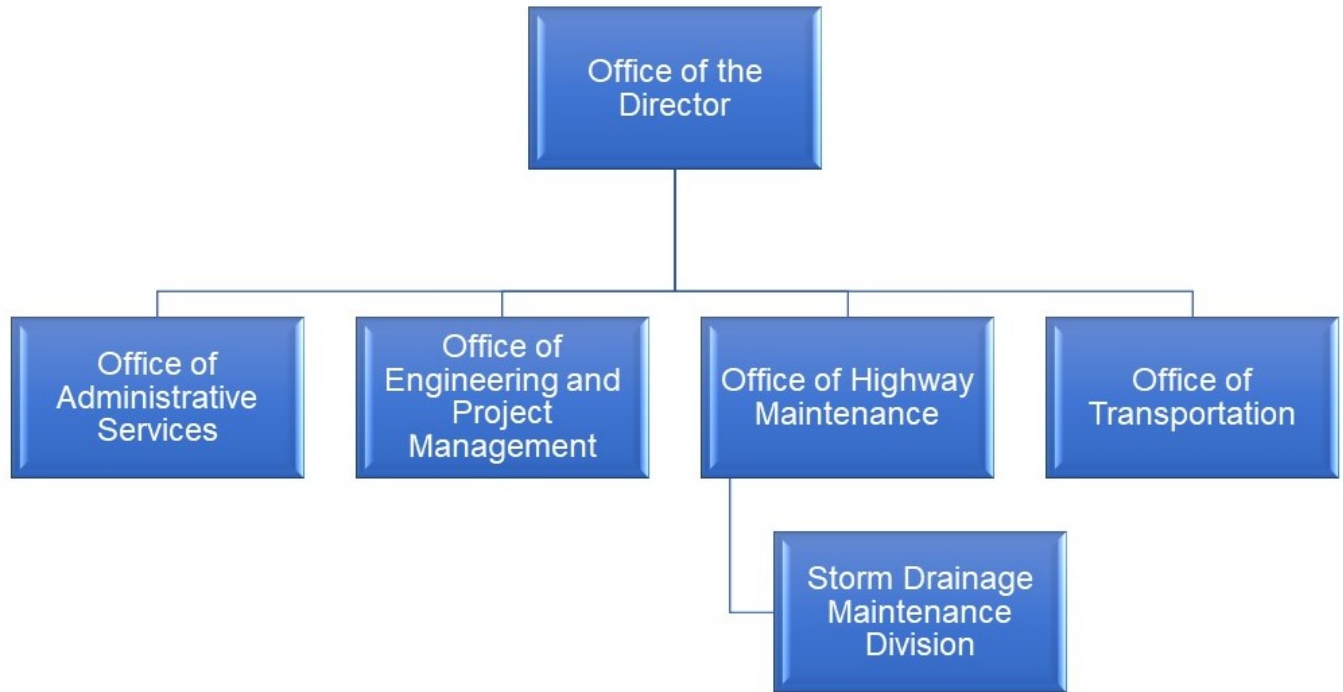 Office of the
Director
Office of
Administrative
Services
Office of
Engineering and
Project
Management
Office of Highway
Maintenance
Office of
Transportation
Storm Drainage
Maintenance
Division